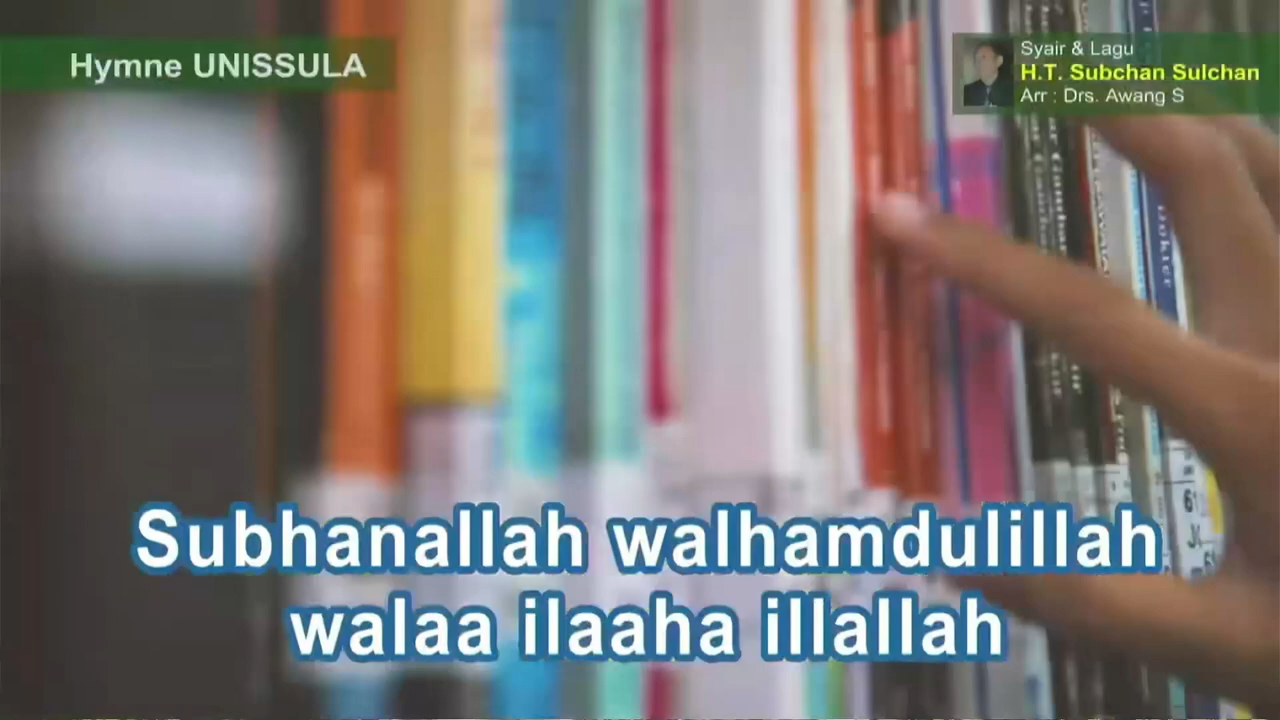 Hymne UNISSULA
Syair & Lagu
H.T. Subchan Sulchan
Arr : Drs. Awang S
Subhanallah walhamdulillah
walaa ilaaha illallah